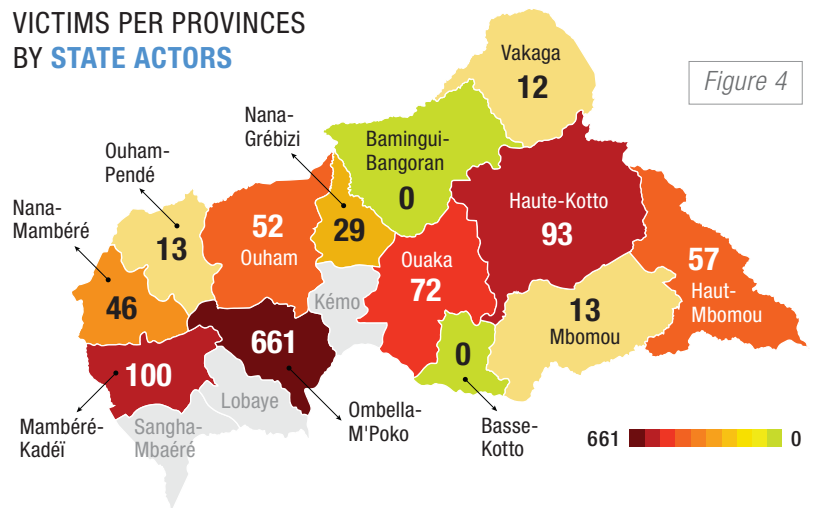 VICTIMS PER PROVINCES
BY STATE ACTORS
Figure 4
Vakaga
12
Nana-
Grébizi
Bamingui-
Bangoran
0
Ouham-
Pendé
Nana-
Mambéré
13
52
Ouham
29
Haute-Kotto
93
Ouaka
72
57
Haut-
Mbomou
46
Kémo
13
Mbomou
661
0
100
Lobaye
Mambéré-
Kadéï
Sangha-
Mbaéré
Ombella-
M'Poko
Basse-
Kotto
661 0